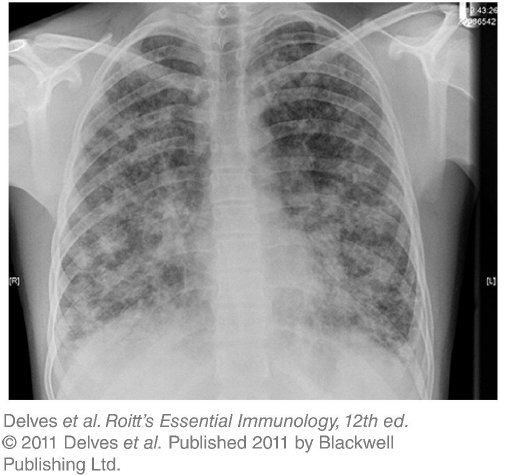 [R]
[L]
Delves et al. Roitt's Essential Immunology, 12th ed.
© 2011 Delves et al. Published 2011 by Blackwell
Publishing Ltd.